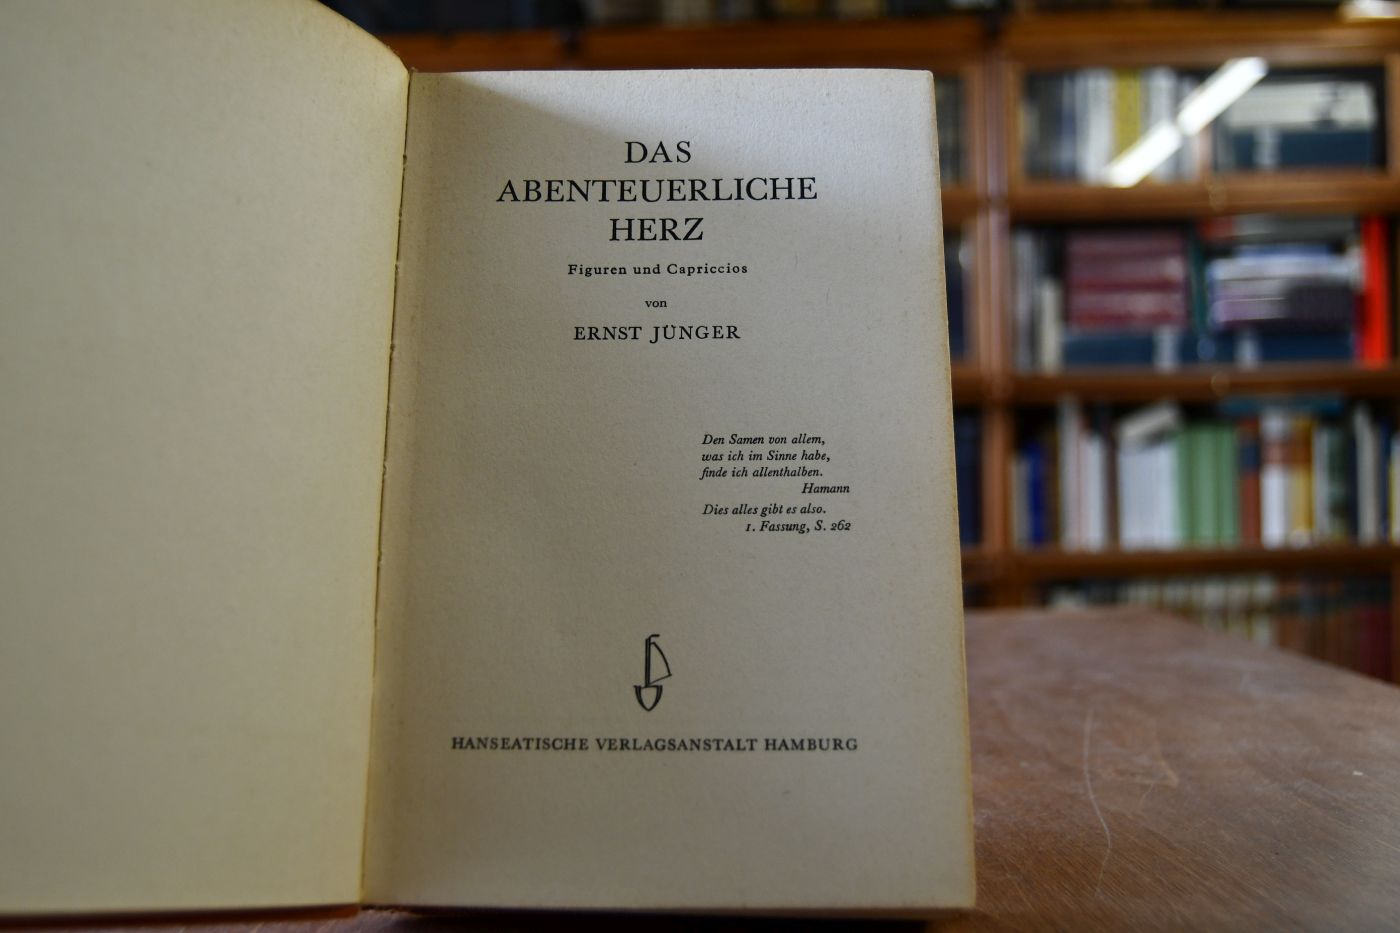 DAS
ABENTEUERLICHE
HERZ
Figuren und Capriccios
von
ERNST JÜNGER
Den Samen von allem,
was ich im Sinne habe,
finde ich allenthalben.
Hamann
Dies alles gibt es also.
1. Fassung, S. 262
HANSEATISCHE VERLAGSANSTALT HAMBURG